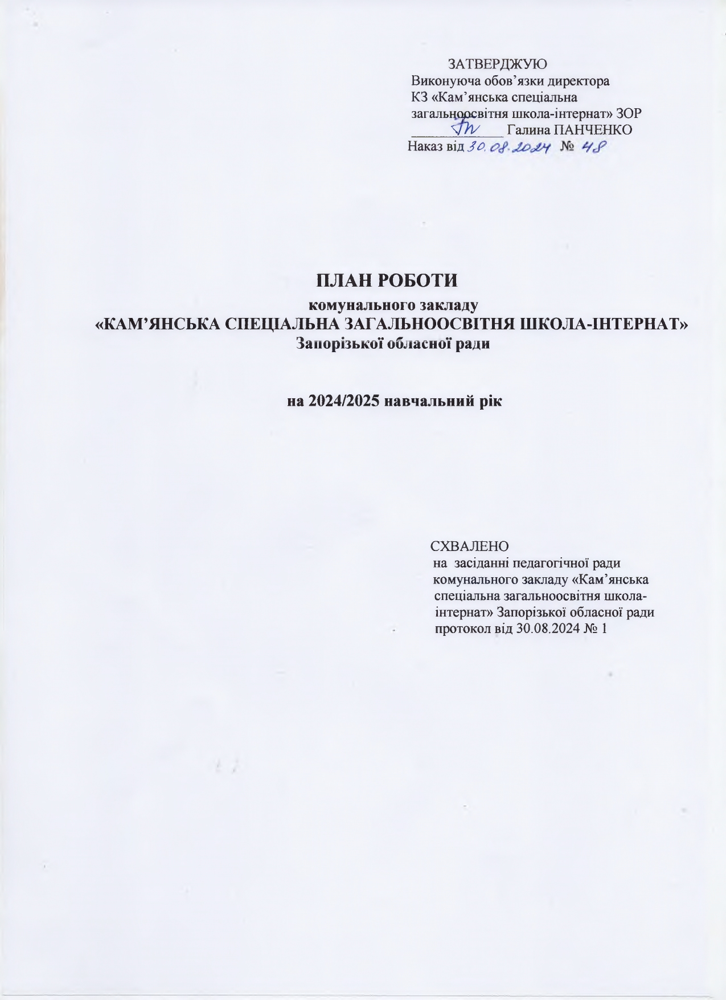 ЗАТВЕРДЖУЮ
Виконуюча обов’язки директора
КЗ «Кам’янська спеціальна
загальноосвітня школа-інтернат» ЗОР
Галина ПАНЧЕНКО
Наказ від 30.08.2024 № 48
ПЛАН РОБОТИ
комунального закладу
«КАМ’ЯНСЬКА СПЕЦІАЛЬНА ЗАГАЛЬНООСВІТНЯ ШКОЛА-ІНТЕРНАТ»
Запорізької обласної ради
на 2024/2025 навчальний рік
СХВАЛЕНО
на засіданні педагогічної ради
комунального закладу «Кам’янська
спеціальна загальноосвітня школа-
інтернат» Запорізької обласної ради
протокол від 30.08.2024 № 1